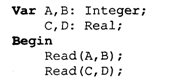 Var A,B: Integer;
C,D: Real;
Begin
Read(A,B);
Read(C,D);